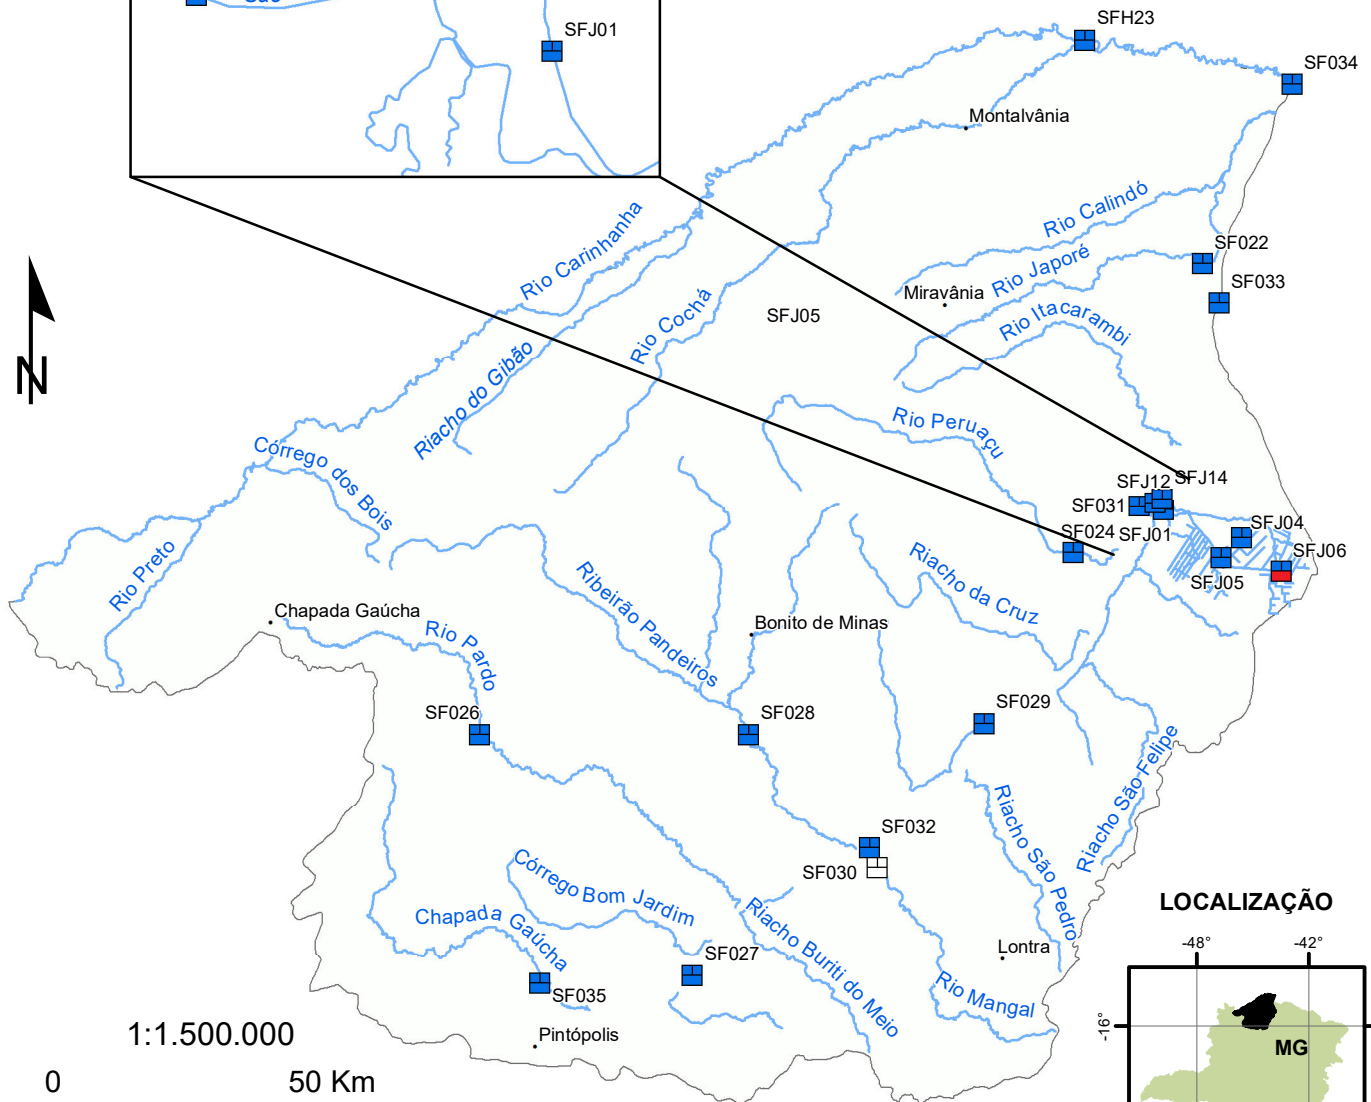 São
SFJ01
SFH23
SF034
Montalvânia
Rio Calindó
Rio Carinhanha
SF022
Rio Japoré
SF033
Miravânia
SFJ05
Rio Itacarambi
Rio Cochá
Riacho do Gibão
N
Rio Peruaçu
Córrego dos Bois
SFJ14
SFJ12
SF031
SFJ04
SF024
SFJ01
SFJ06
SFJ05
Rio Preto
Riacho da Cruz
Ribeirão Pandeiros
Chapada Gaúcha
Bonito de Minas
Rio Pardo
SF026
SF028
SF029
Riacho São Felipe
Riacho São Pedro
SF032
SF030
Córrego Bom Jardim
Chapada Gaúcha
Riacho Buriti do Meio
LOCALIZAÇÃO
Lontra
-48°
-42°
SF027
SF035
Rio Mangal
-16°
1:1.500.000
Pintópolis
MG
0
50 Km